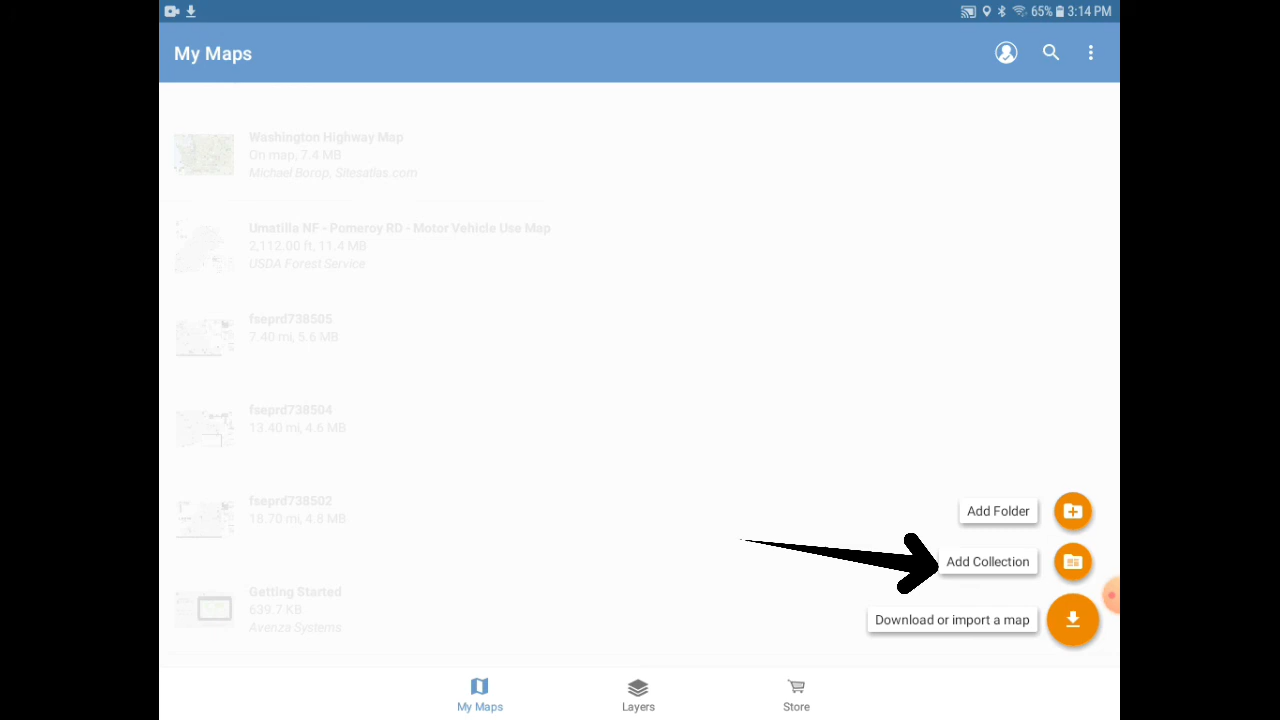 65% 3:14 PM
My Maps
Washington Highway Map
On map, 7.4 MB
Michael Borop, Sitesatlas.com
Umatilla NF - Pomeroy RD - Motor Vehicle Use Map
2,112.00 ft, 11.4 MB
USDA Forest Service
fseprd738505
7.40 mi, 5.6 MB
fseprd738504
13.40 mi, 4.6 MB
fseprd738502
18.70 mi, 4.8 MB
Add Folder
Add Collection
Getting Started
639.7 KB
Avenza Systems
Download or import a map
My Maps
Layers
Store